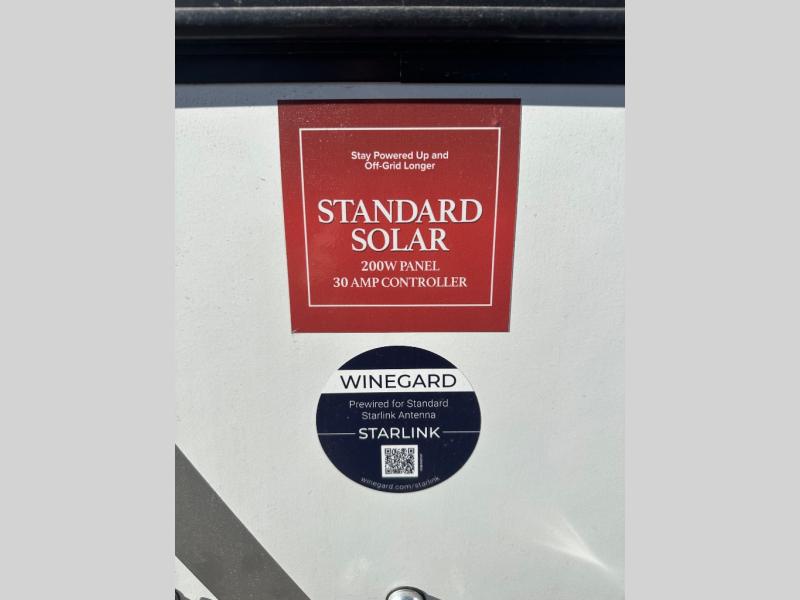 Stay Powered Up and
Off-Grid Longer
STANDARD
SOLAR
200W PANEL
30 AMP CONTROLLER
WINEGARD
Prewired for Standard
Starlink Antenna
STARLINK
winegard.com/starlink